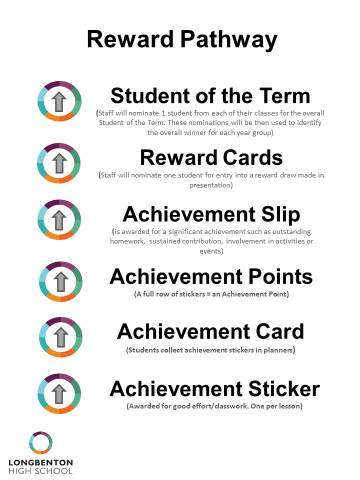 Reward Pathway
Student of the Term
(Staff will nominate 1 student from each of their classes for the overall
Student of the Term. These nominations will be then used to identify
the overall winner for each year group)
Reward Cards
(Staff will nominate one student for entry into a reward draw made in
presentation)
Achievement Slip
(is awarded for a significant achievement such as outstanding
homework, sustained contribution, involvement in activities or
events)
Achievement Points
(A full row of stickers = an Achievement Point)
Achievement Card
(Students collect achievement stickers in planners)
Achievement Sticker
(Awarded for good effort/classwork. One per lesson)
LONGBENTON
HIGH SCHOOL